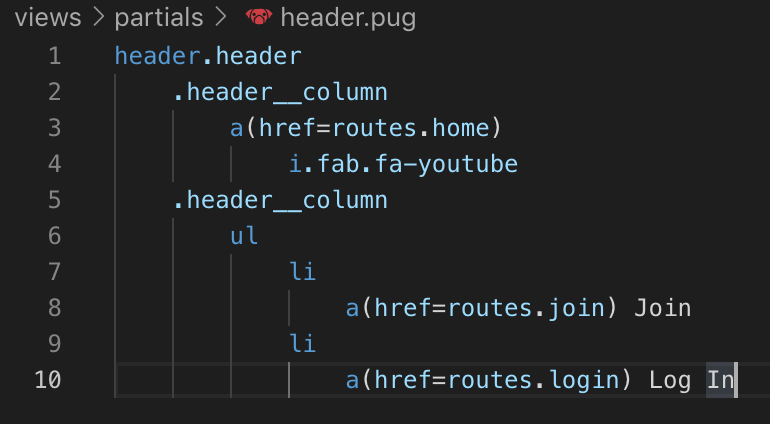 views > partials > header.pug
1 header.header
2     .header__column
3         a(href=routes.home)
4             i.fab.fa-youtube
5     .header__column
6         ul
7             li
8                 a(href=routes.join) Join
9             li
10                 a(href=routes.login) Log In